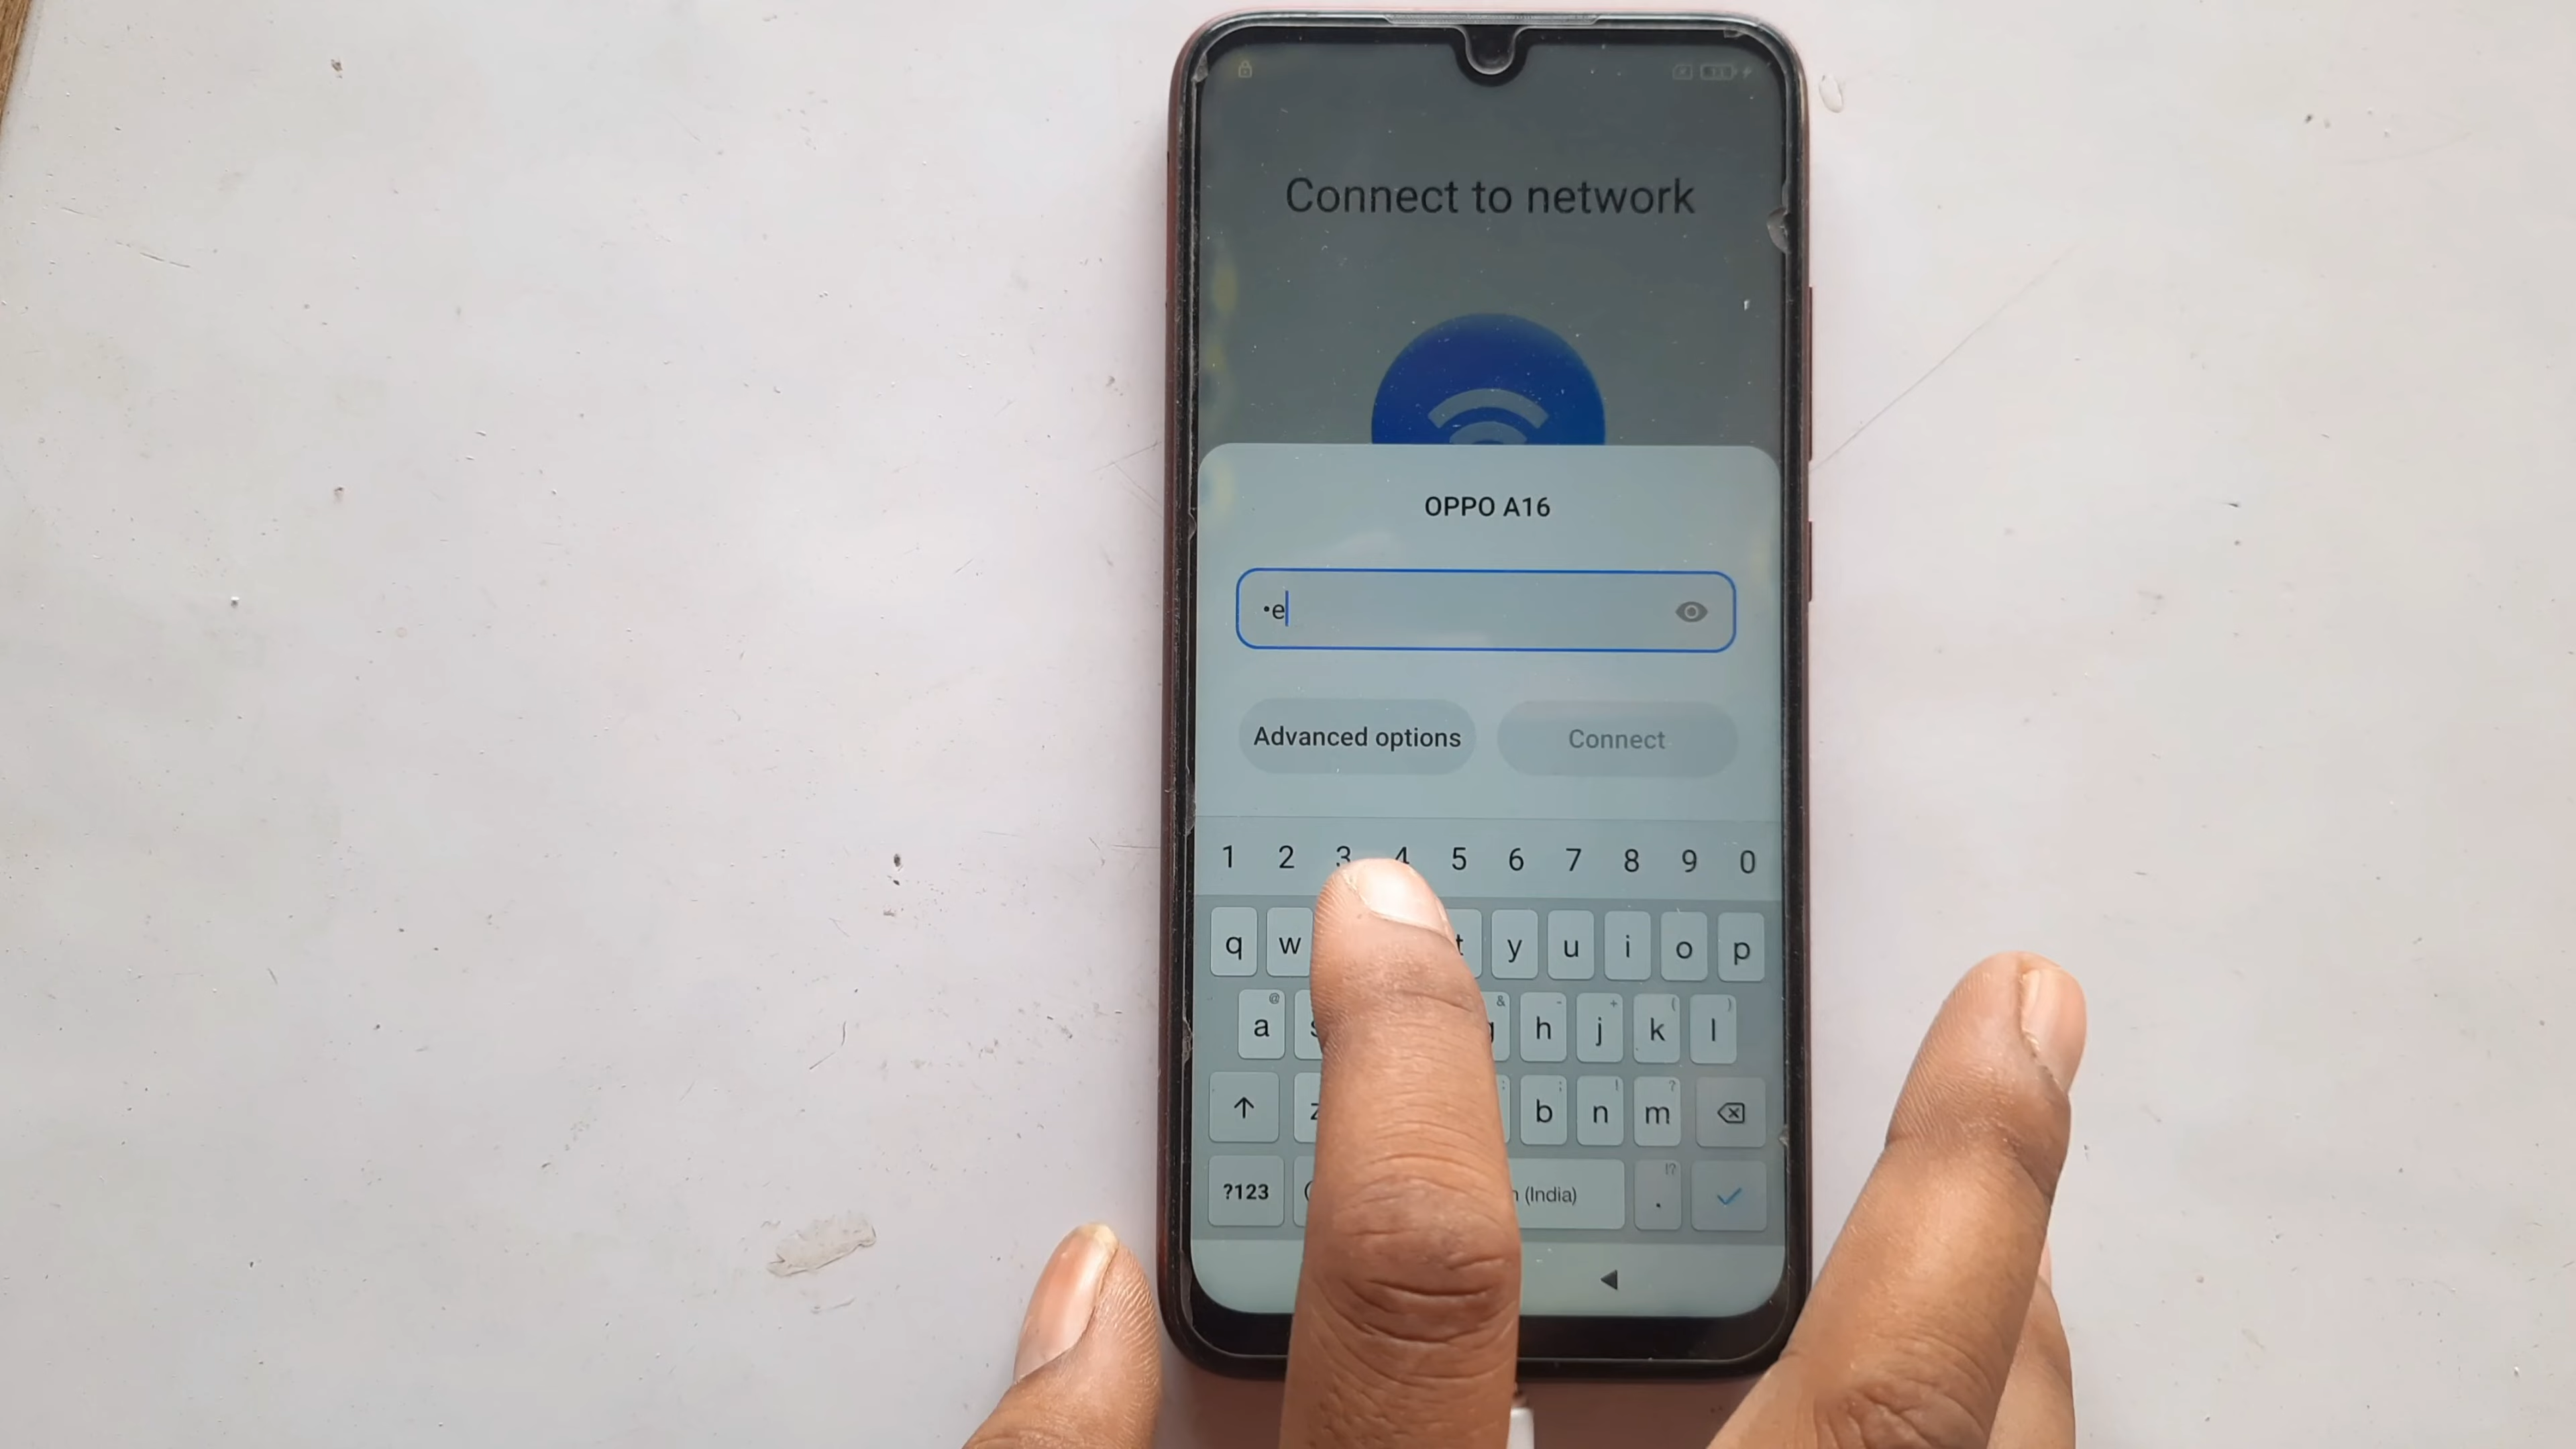 Connect to network
OPPO A16
•e
Advanced options Connect
1 2 3 4 5 6 7 8 9 0
q w t y u i o p
@ & - + ( )
a h j k l
: ; ! ?
z b n m
!?
?123 (India) .